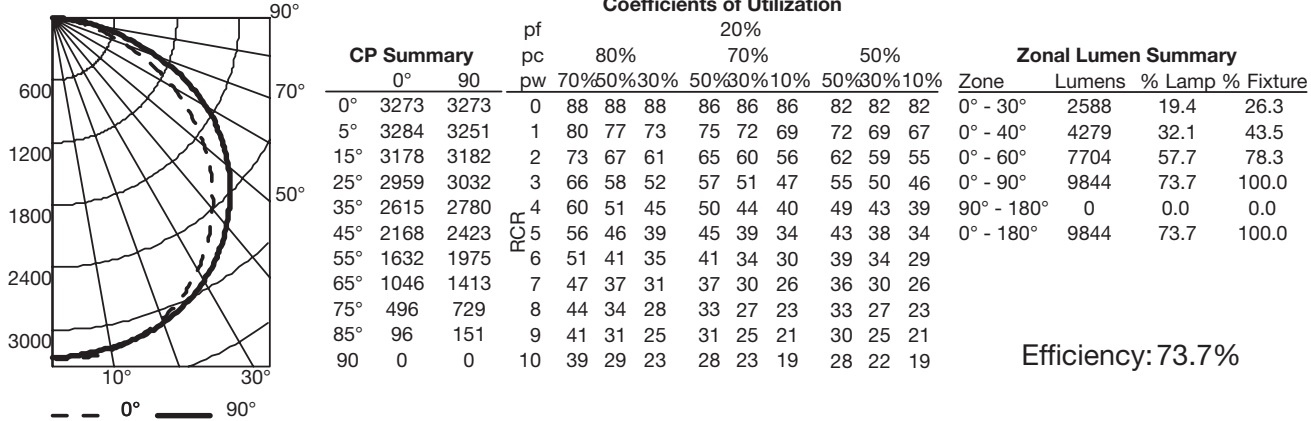 90°
70°
50°
30°
10°
600
1200
1800
2400
3000
0° 90°
CP Summary
0° 90
0° 3273 3273
5° 3284 3251
15° 3178 3182
25° 2959 3032
35° 2615 2780
45° 2168 2423
55° 1632 1975
65° 1046 1413
75° 496 729
85° 96 151
90 0 0
Coefficients of Utilization
pf 20%
pc 80% 70% 50%
pw 70%50%30% 50%30%10% 50%30%10%
RCR
0 88 88 88 86 86 86 82 82 82
1 80 77 73 75 72 69 72 69 67
2 73 67 61 65 60 56 62 59 55
3 66 58 52 57 51 47 55 50 46
4 60 51 45 50 44 40 49 43 39
5 56 46 39 45 39 34 43 38 34
6 51 41 35 41 34 30 39 34 29
7 47 37 31 37 30 26 36 30 26
8 44 34 28 33 27 23 33 27 23
9 41 31 25 31 25 21 30 25 21
10 39 29 23 28 23 19 28 22 19
Zonal Lumen Summary
Zone Lumens % Lamp % Fixture
0° - 30° 2588 19.4 26.3
0° - 40° 4279 32.1 43.5
0° - 60° 7704 57.7 78.3
0° - 90° 9844 73.7 100.0
90° - 180° 0 0.0 0.0
0° - 180° 9844 73.7 100.0
Efficiency: 73.7%